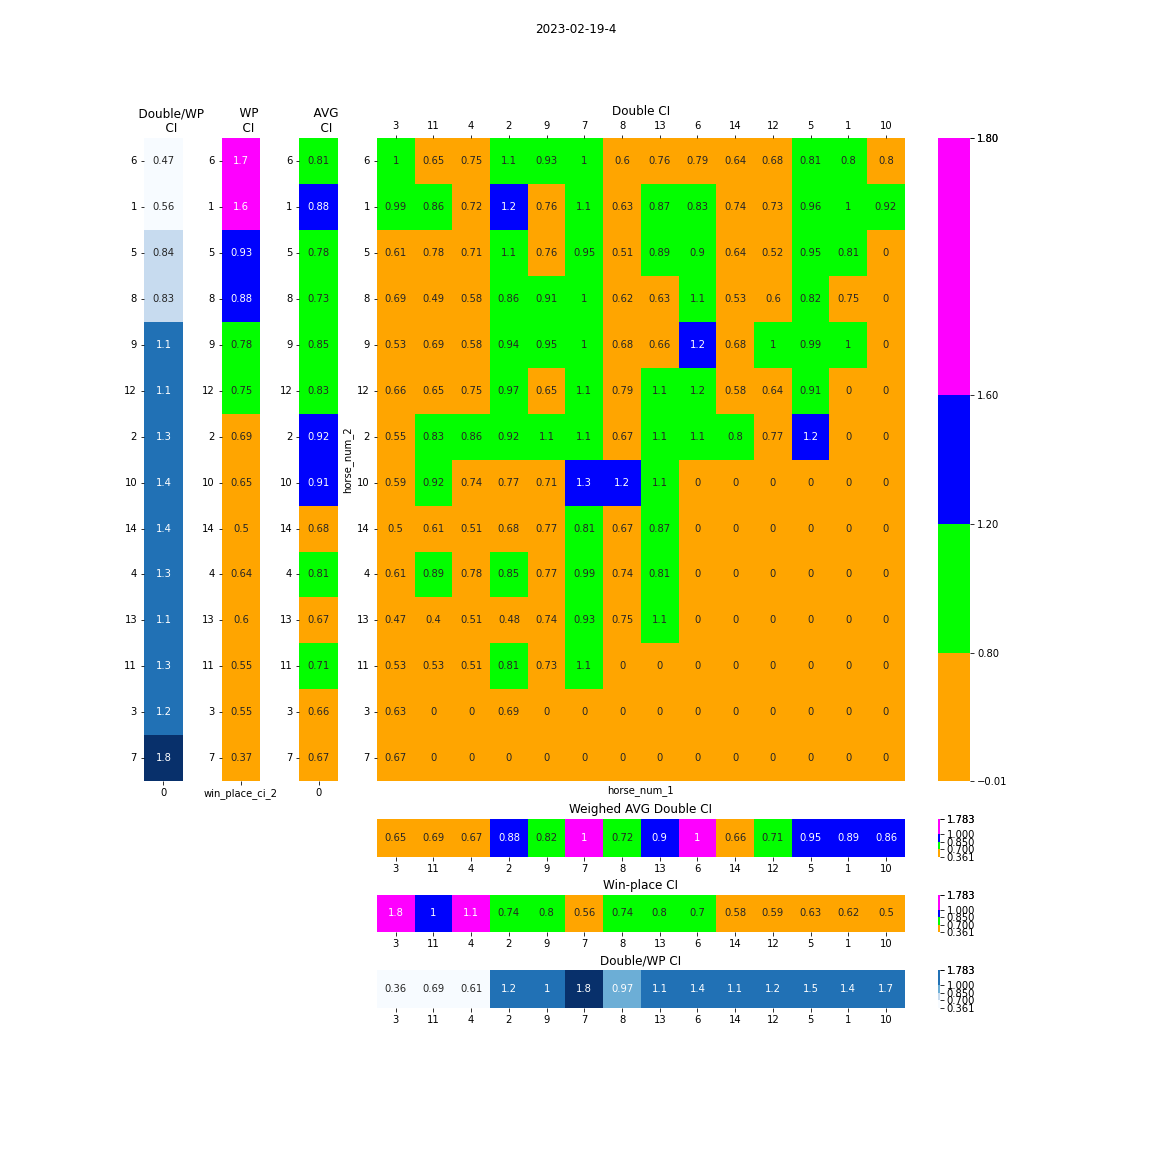 2023-02-19-4
Double/WP CI
WP CI
AVG CI
Double CI
3 11 4 2 9 7 8 13 6 14 12 5 1 10
6 0.47 6 1.7 6 0.81 6 1 0.65 0.75 1.1 0.93 1 0.6 0.76 0.79 0.64 0.68 0.81 0.8 0.8
1 0.56 1 1.6 1 0.88 1 0.99 0.86 0.72 1.2 0.76 1.1 0.63 0.87 0.83 0.74 0.73 0.96 1 0.92
5 0.84 5 0.93 5 0.78 5 0.61 0.78 0.71 1.1 0.76 0.95 0.51 0.89 0.9 0.64 0.52 0.95 0.81 0
8 0.83 8 0.88 8 0.73 8 0.69 0.49 0.58 0.86 0.91 1 0.62 0.63 1.1 0.53 0.6 0.82 0.75 0
9 1.1 9 0.78 9 0.85 9 0.53 0.69 0.58 0.94 0.95 1 0.68 0.66 1.2 0.68 1 0.99 1 0
12 1.1 12 0.75 12 0.83 12 0.66 0.65 0.75 0.97 0.65 1.1 0.79 1.1 1.2 0.58 0.64 0.91 0 0
2 1.3 2 0.69 2 0.92 2 0.55 0.83 0.86 0.92 1.1 1.1 0.67 1.1 1.1 0.8 0.77 1.2 0 0
10 1.4 10 0.65 10 0.91 10 0.59 0.92 0.74 0.77 0.71 1.3 1.2 1.1 0 0 0 0 0 0
14 1.4 14 0.5 14 0.68 14 0.5 0.61 0.51 0.68 0.77 0.81 0.67 0.87 0 0 0 0 0 0
4 1.3 4 0.64 4 0.81 4 0.61 0.89 0.78 0.85 0.77 0.99 0.74 0.81 0 0 0 0 0 0
13 1.1 13 0.6 13 0.67 13 0.47 0.4 0.51 0.48 0.74 0.93 0.75 1.1 0 0 0 0 0 0
11 1.3 11 0.55 11 0.71 11 0.53 0.53 0.51 0.81 0.73 1.1 0 0 0 0 0 0 0 0
3 1.2 3 0.55 3 0.66 3 0.63 0 0 0.69 0 0 0 0 0 0 0 0 0 0
7 1.8 7 0.37 7 0.67 7 0.67 0 0 0 0 0 0 0 0 0 0 0 0 0
0 win_place_ci_2 0 horse_num_1
horse_num_2
1.80
1.60
1.20
0.80
−0.01
Weighed AVG Double CI
0.65 0.69 0.67 0.88 0.82 1 0.72 0.9 1 0.66 0.71 0.95 0.89 0.86
3 11 4 2 9 7 8 13 6 14 12 5 1 10
1.783
1.000
0.850
0.700
0.361
Win-place CI
1.8 1 1.1 0.74 0.8 0.56 0.74 0.8 0.7 0.58 0.59 0.63 0.62 0.5
3 11 4 2 9 7 8 13 6 14 12 5 1 10
1.783
1.000
0.850
0.700
0.361
Double/WP CI
0.36 0.69 0.61 1.2 1 1.8 0.97 1.1 1.4 1.1 1.2 1.5 1.4 1.7
3 11 4 2 9 7 8 13 6 14 12 5 1 10
1.783
1.000
0.850
0.700
0.361